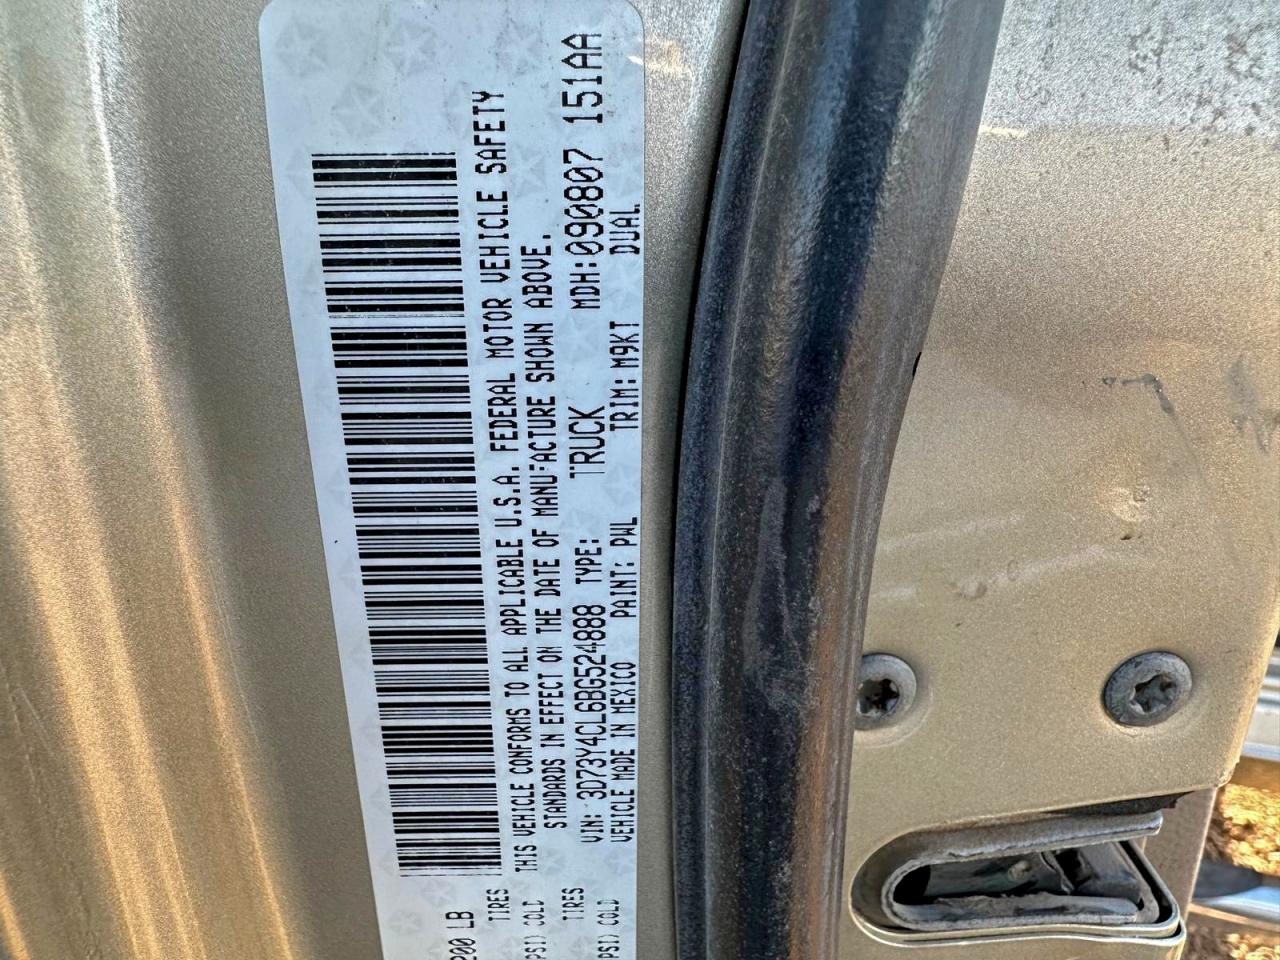 200 LB
TIRES
PSI) COLD
TIRES
PSI) COLD
THIS VEHICLE CONFORMS TO ALL APPLICABLE U.S.A. FEDERAL MOTOR VEHICLE SAFETY
STANDARDS IN EFFECT ON THE DATE OF MANUFACTURE SHOWN ABOVE.
VIN: 3D73Y4CL6BG524888 TYPE: TRUCK MDH:090807 151AA
VEHICLE MADE IN MEXICO PAINT: PWL TRIM: M9KT DUAL